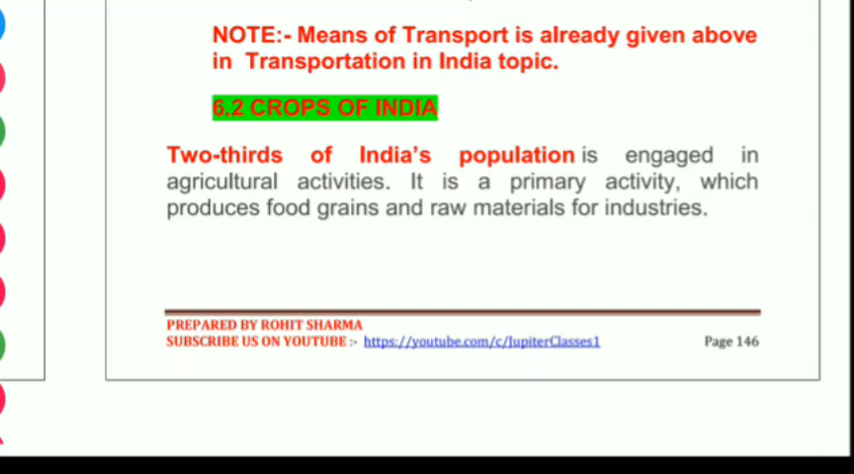 NOTE:- Means of Transport is already given above
in Transportation in India topic.
6.2 CROPS OF INDIA
Two-thirds of India's population is engaged in
agricultural activities. It is a primary activity, which
produces food grains and raw materials for industries.
PREPARED BY ROHIT SHARMA
SUBSCRIBE US ON YOUTUBE :- https://youtube.com/c/JupiterClasses1 Page 146